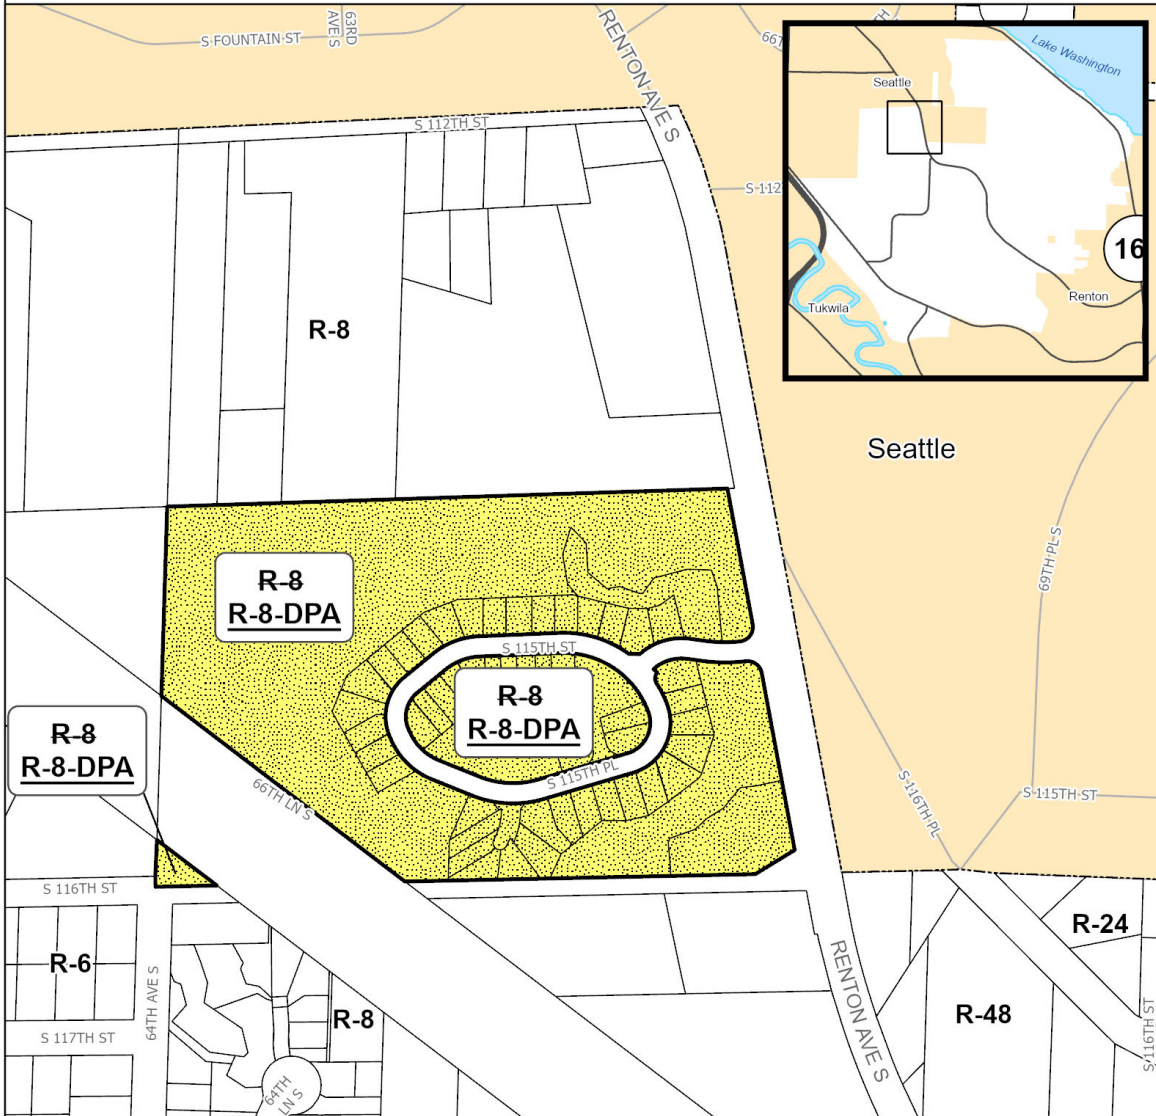 S FOUNTAIN ST
63RD
AVE S
RENTON AVE S
66T
TH
S 112TH ST
S 112
Lake Washington
Seattle
16
Renton
Tukwila
R-8
Seattle
69TH PL S
R-8
R-8-DPA
S 115TH ST
R-8
R-8-DPA
S 115TH PL
R-8
R-8-DPA
66TH LN S
S 116TH PL
S 115TH ST
S 116TH ST
R-6
64TH AVE S
S 117TH ST
R-8
64TH
LN S
RENTON AVE S
R-24
R-48
S 116TH ST